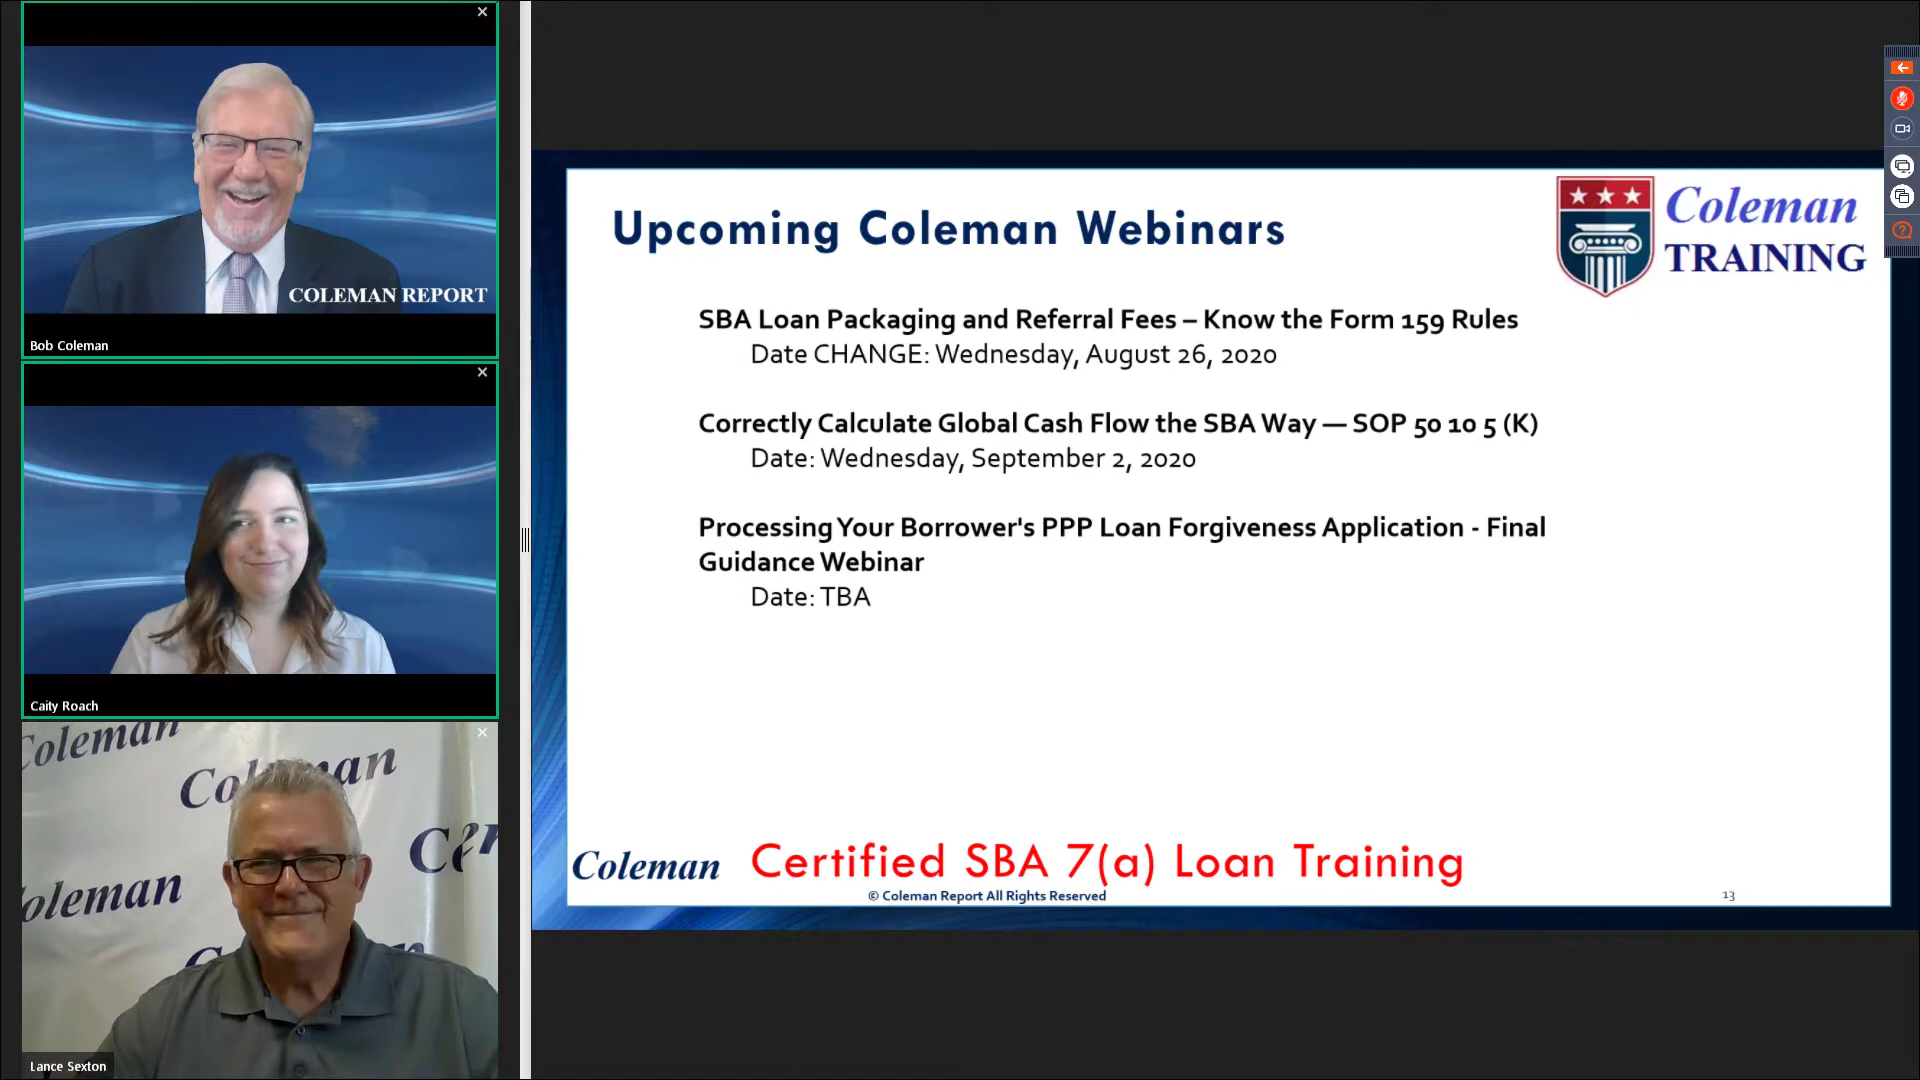 COLEMAN REPORT
Bob Coleman
Caity Roach
Coleman
Coleman
Coleman
Lance Sexton
Upcoming Coleman Webinars
Coleman
TRAINING
SBA Loan Packaging and Referral Fees – Know the Form 159 Rules
Date CHANGE: Wednesday, August 26, 2020
Correctly Calculate Global Cash Flow the SBA Way — SOP 50 10 5 (K)
Date: Wednesday, September 2, 2020
Processing Your Borrower's PPP Loan Forgiveness Application - Final
Guidance Webinar
Date: TBA
Coleman Certified SBA 7(a) Loan Training
© Coleman Report All Rights Reserved
13